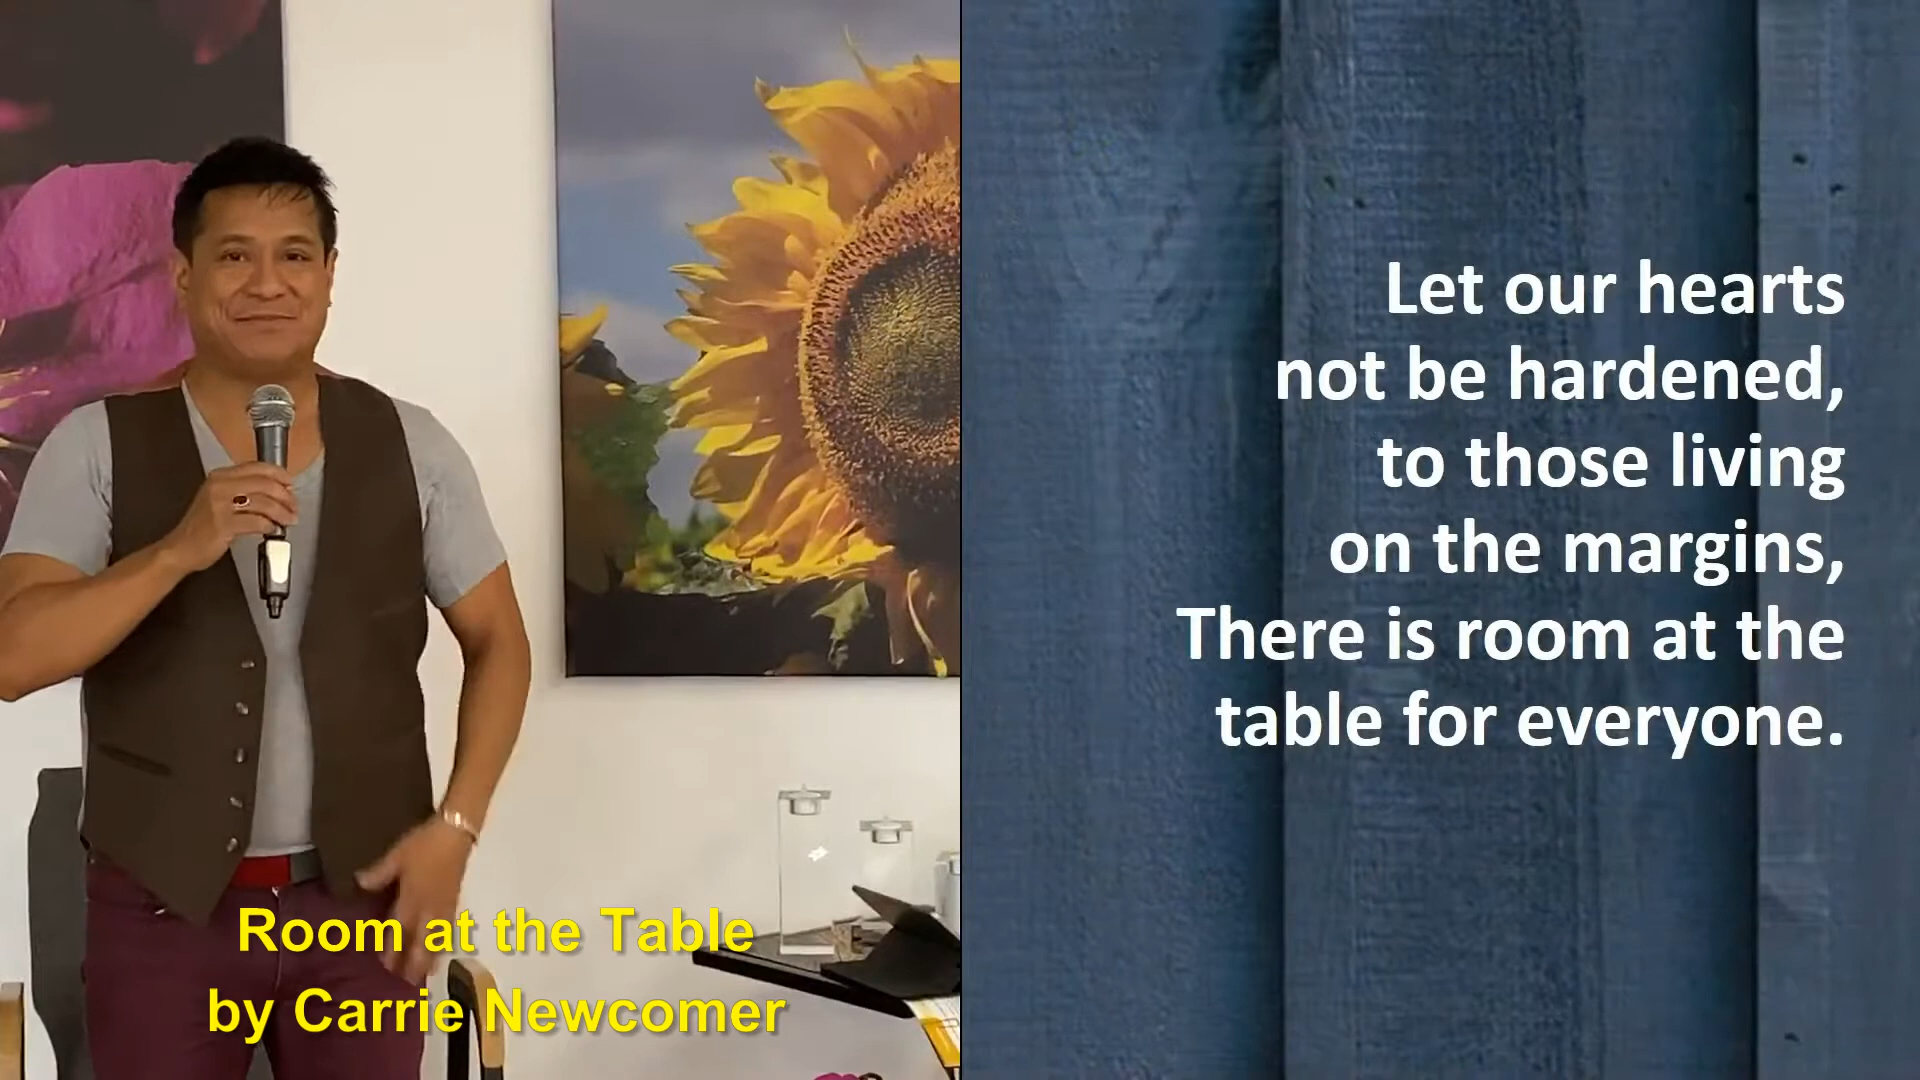 Room at the Table
by Carrie Newcomer
Let our hearts
not be hardened,
to those living
on the margins,
There is room at the
table for everyone.